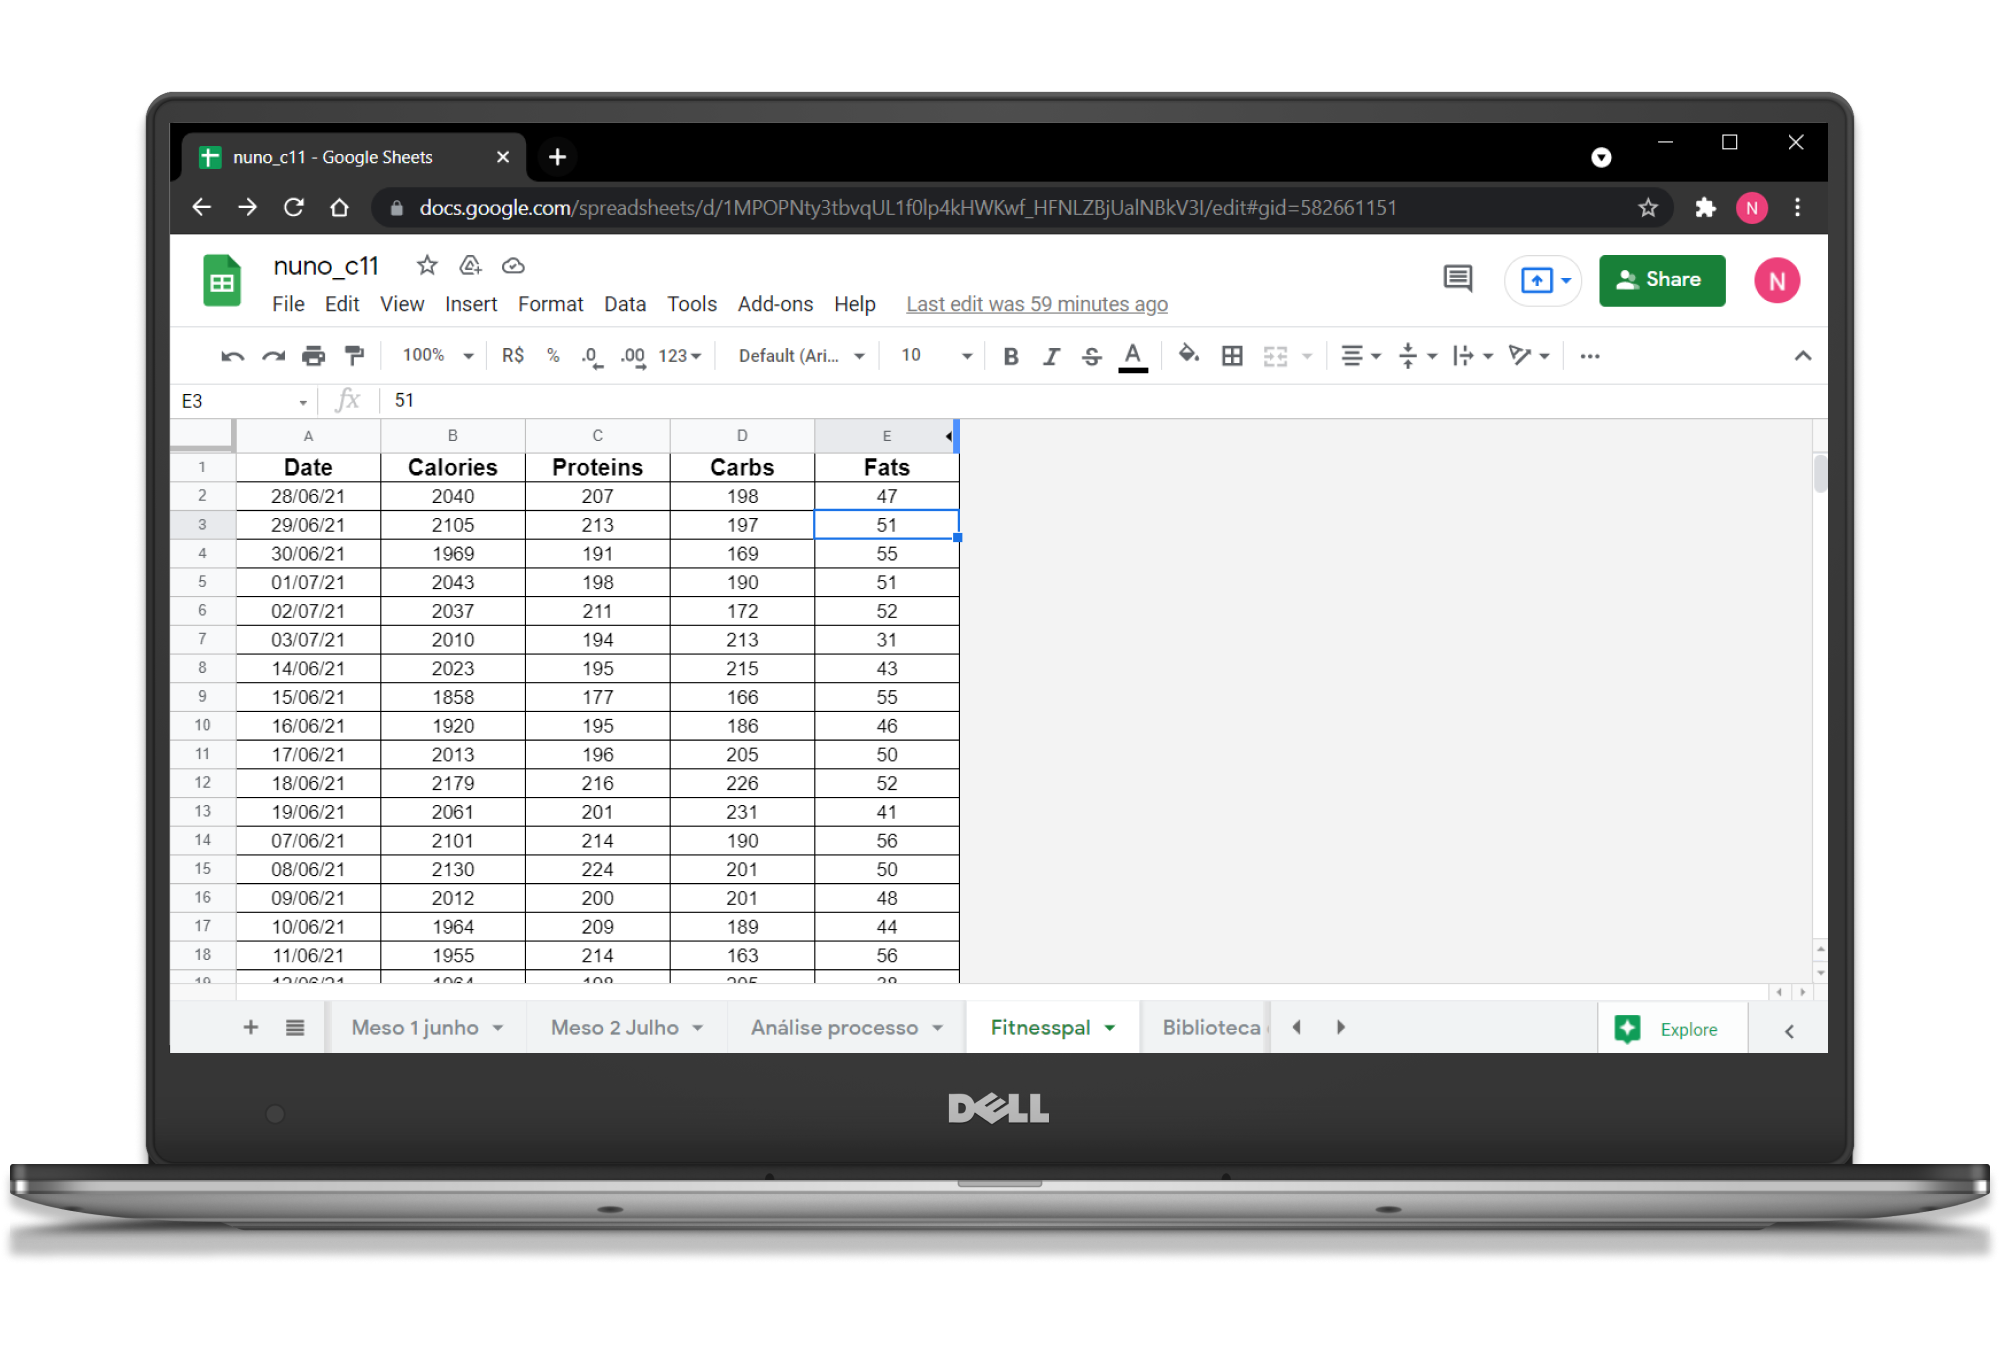 nuno_c11 - Google Sheets
docs.google.com/spreadsheets/d/1MPOPNty3tbvqUL1f0lp4kHWKwf_HFNLZBjUalNBkV3I/edit#gid=582661151
N
nuno_c11
Share
N
File Edit View Insert Format Data Tools Add-ons Help Last edit was 59 minutes ago
100% R$ % .0 .00 123 Default (Ari... 10 B I S A
E3 fx 51
A B C D E
1 Date Calories Proteins Carbs Fats
2 28/06/21 2040 207 198 47
3 29/06/21 2105 213 197 51
4 30/06/21 1969 191 169 55
5 01/07/21 2043 198 190 51
6 02/07/21 2037 211 172 52
7 03/07/21 2010 194 213 31
8 14/06/21 2023 195 215 43
9 15/06/21 1858 177 166 55
10 16/06/21 1920 195 186 46
11 17/06/21 2013 196 205 50
12 18/06/21 2179 216 226 52
13 19/06/21 2061 201 231 41
14 07/06/21 2101 214 190 56
15 08/06/21 2130 224 201 50
16 09/06/21 2012 200 201 48
17 10/06/21 1964 209 189 44
18 11/06/21 1955 214 163 56
Meso 1 junho Meso 2 Julho Análise processo Fitnesspal Biblioteca Explore
DELL